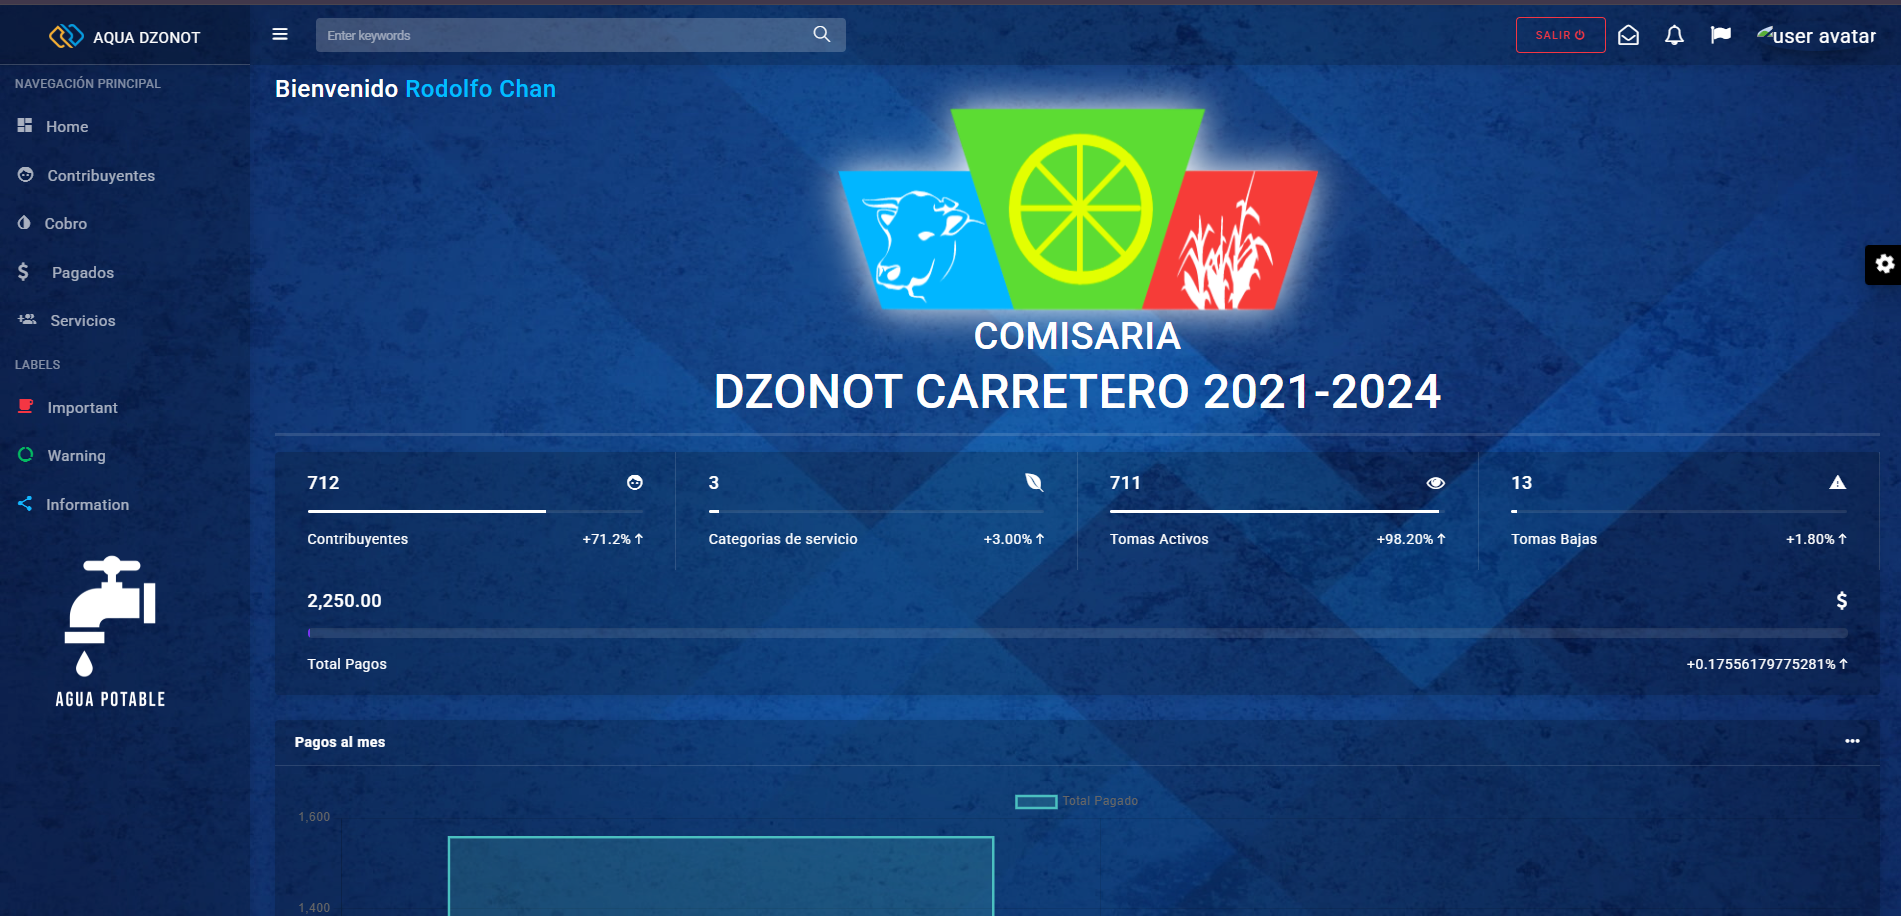 AQUA DZONOT
Enter keywords
SALIR
user avatar
NAVEGACIÓN PRINCIPAL
Home
Contribuyentes
Cobro
Pagados
Servicios
LABELS
Important
Warning
Information
AGUA POTABLE
Bienvenido Rodolfo Chan
COMISARIA
DZONOT CARRETERO 2021-2024
712
Contribuyentes +71.2%
3
Categorias de servicio +3.00%
711
Tomas Activos +98.20%
13
Tomas Bajas +1.80%
2,250.00 $
Total Pagos +0.17556179775281%
Pagos al mes
Total Pagado
1,600
1,400